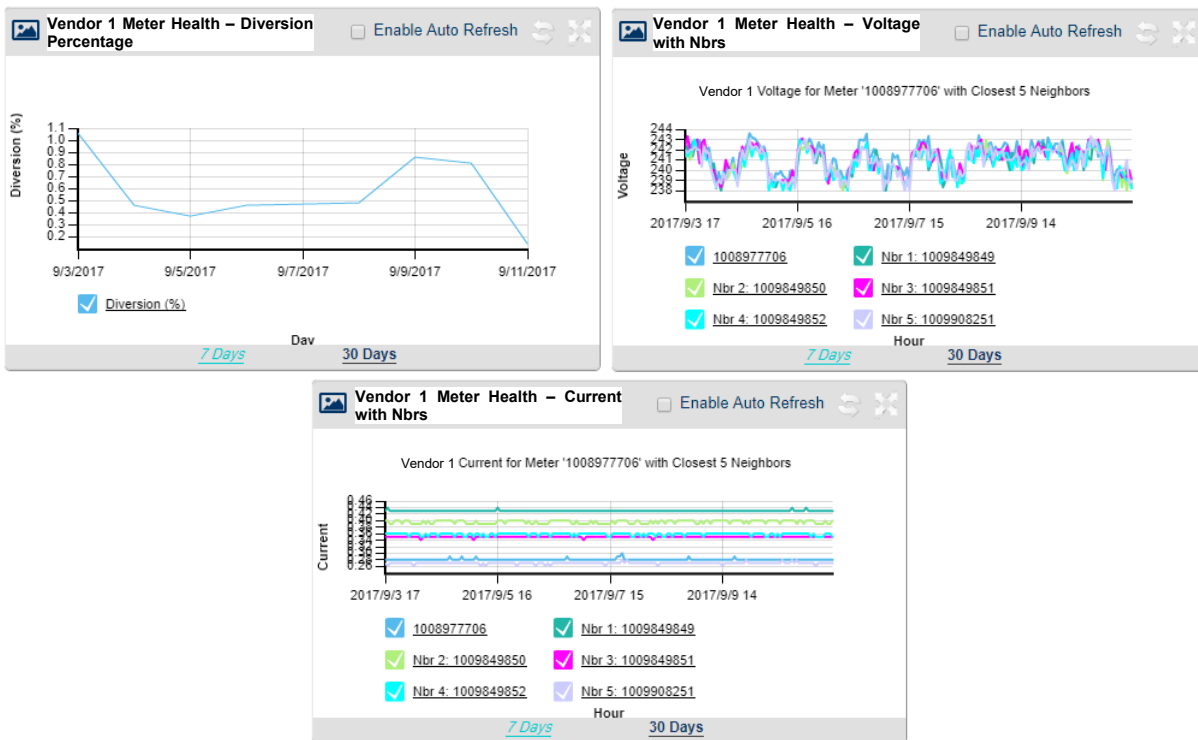 Vendor 1 Meter Health – Diversion
Percentage
Enable Auto Refresh
Diversion (%)
1.1
1.0
0.9
0.8
0.7
0.6
0.5
0.4
0.3
0.2
9/3/2017 9/5/2017 9/7/2017 9/9/2017 9/11/2017
Diversion (%)
Day
7 Days 30 Days
Vendor 1 Meter Health – Voltage
with Nbrs
Enable Auto Refresh
Vendor 1 Voltage for Meter '1008977706' with Closest 5 Neighbors
Voltage
244
242
241
240
239
238
2017/9/3 17 2017/9/5 16 2017/9/7 15 2017/9/9 14
1008977706 Nbr 1: 1009849849
Nbr 2: 1009849850 Nbr 3: 1009849851
Nbr 4: 1009849852 Nbr 5: 1009908251
Hour
7 Days 30 Days
Vendor 1 Meter Health – Current
with Nbrs
Enable Auto Refresh
Vendor 1 Current for Meter '1008977706' with Closest 5 Neighbors
Current
0.46
0.26
2017/9/3 17 2017/9/5 16 2017/9/7 15 2017/9/9 14
1008977706 Nbr 1: 1009849849
Nbr 2: 1009849850 Nbr 3: 1009849851
Nbr 4: 1009849852 Nbr 5: 1009908251
Hour
7 Days 30 Days